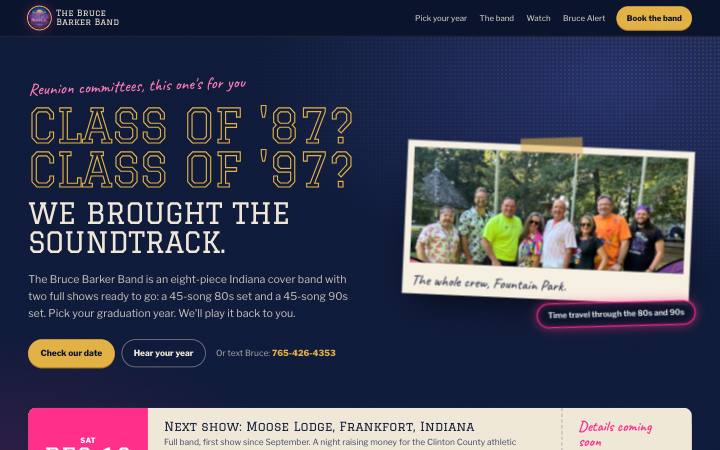 The Bruce
Barker Band
Pick your year
The band
Watch
Bruce Alert
Book the band
Reunion committees, this one's for you
CLASS OF '87?
CLASS OF '97?
WE BROUGHT THE
SOUNDTRACK.
The Bruce Barker Band is an eight-piece Indiana cover band with
two full shows ready to go: a 45-song 80s set and a 45-song 90s
set. Pick your graduation year. We'll play it back to you.
Check our date
Hear your year
Or text Bruce: 765-426-4353
The whole crew, Fountain Park.
Time travel through the 80s and 90s
SAT
Next show: Moose Lodge, Frankfort, Indiana
Full band, first show since September. A night raising money for the Clinton County athletic
Details coming
soon